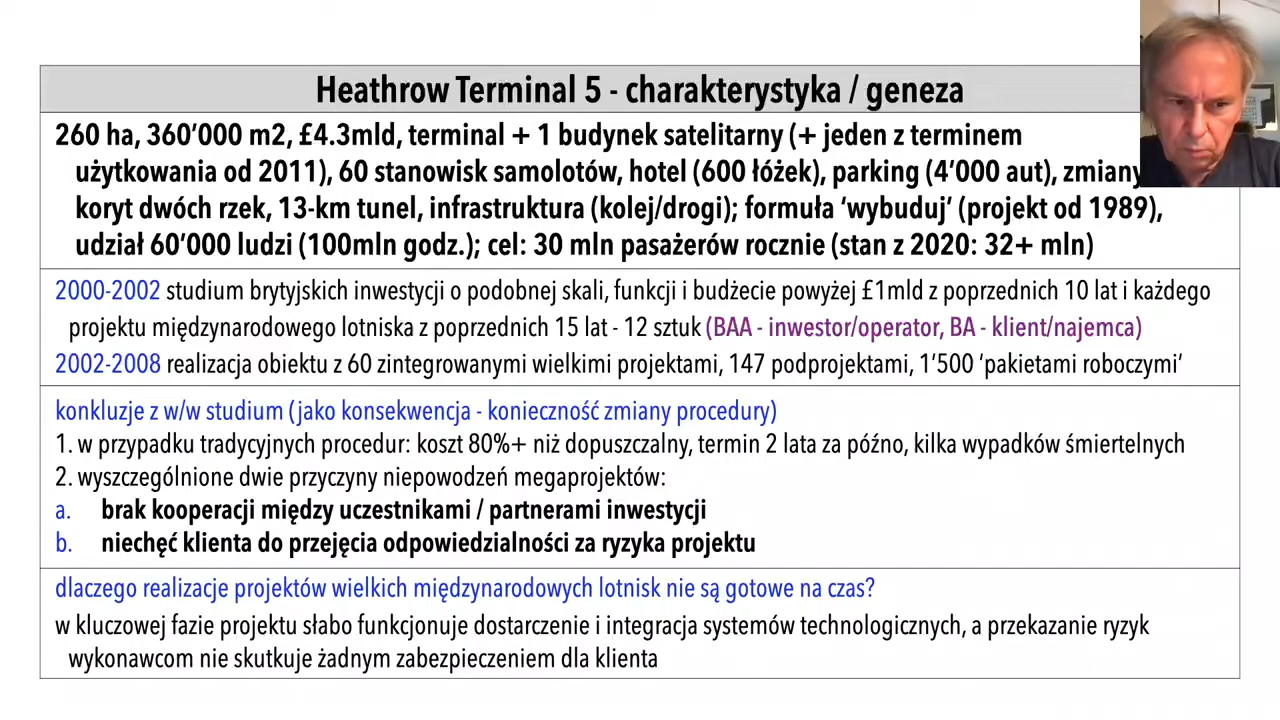 Heathrow Terminal 5 - charakterystyka / geneza
260 ha, 360’000 m2, £4.3mld, terminal + 1 budynek satelitarny (+ jeden z terminem
użytkowania od 2011), 60 stanowisk samolotów, hotel (600 łóżek), parking (4’000 aut), zmiany
koryt dwóch rzek, 13-km tunel, infrastruktura (kolej/drogi); formuła ‘wybuduj’ (projekt od 1989),
udział 60’000 ludzi (100mln godz.); cel: 30 mln pasażerów rocznie (stan z 2020: 32+ mln)
2000-2002 studium brytyjskich inwestycji o podobnej skali, funkcji i budżecie powyżej £1mld z poprzednich 10 lat i każdego
projektu międzynarodowego lotniska z poprzednich 15 lat - 12 sztuk (BAA - inwestor/operator, BA - klient/najemca)
2002-2008 realizacja obiektu z 60 zintegrowanymi wielkimi projektami, 147 podprojektami, 1’500 ‘pakietami roboczymi’
konkluzje z w/w studium (jako konsekwencja - konieczność zmiany procedury)
1. w przypadku tradycyjnych procedur: koszt 80%+ niż dopuszczalny, termin 2 lata za późno, kilka wypadków śmiertelnych
2. wyszczególnione dwie przyczyny niepowodzeń megaprojektów:
a. brak kooperacji między uczestnikami / partnerami inwestycji
b. niechęć klienta do przejęcia odpowiedzialności za ryzyka projektu
dlaczego realizacje projektów wielkich międzynarodowych lotnisk nie są gotowe na czas?
w kluczowej fazie projektu słabo funkcjonuje dostarczenie i integracja systemów technologicznych, a przekazanie ryzyk
wykonawcom nie skutkuje żadnym zabezpieczeniem dla klienta